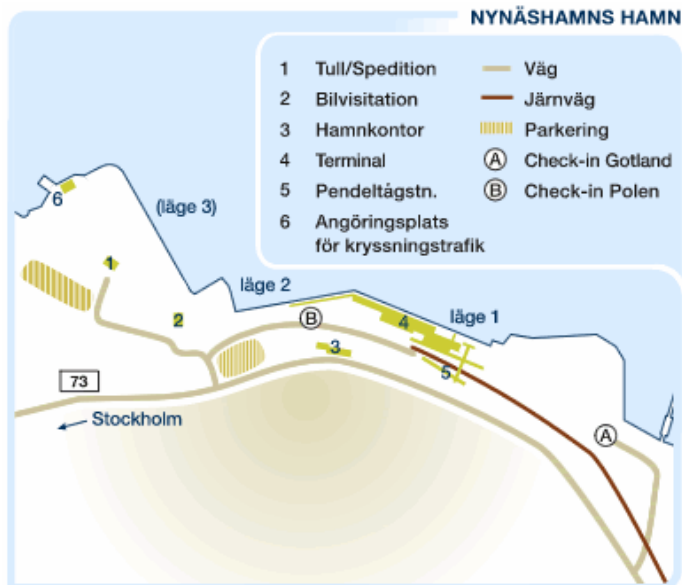 NYNÄSHAMNS HAMN
1 Tull/Spedition
2 Bilvisitation
3 Hamnkontor
4 Terminal
5 Pendeltågstn.
6 Angöringsplats
för kryssningstrafik
Väg
Järnväg
Parkering
A Check-in Gotland
B Check-in Polen
6
(läge 3)
1
läge 2
2
B
4
läge 1
3
5
73
Stockholm
A